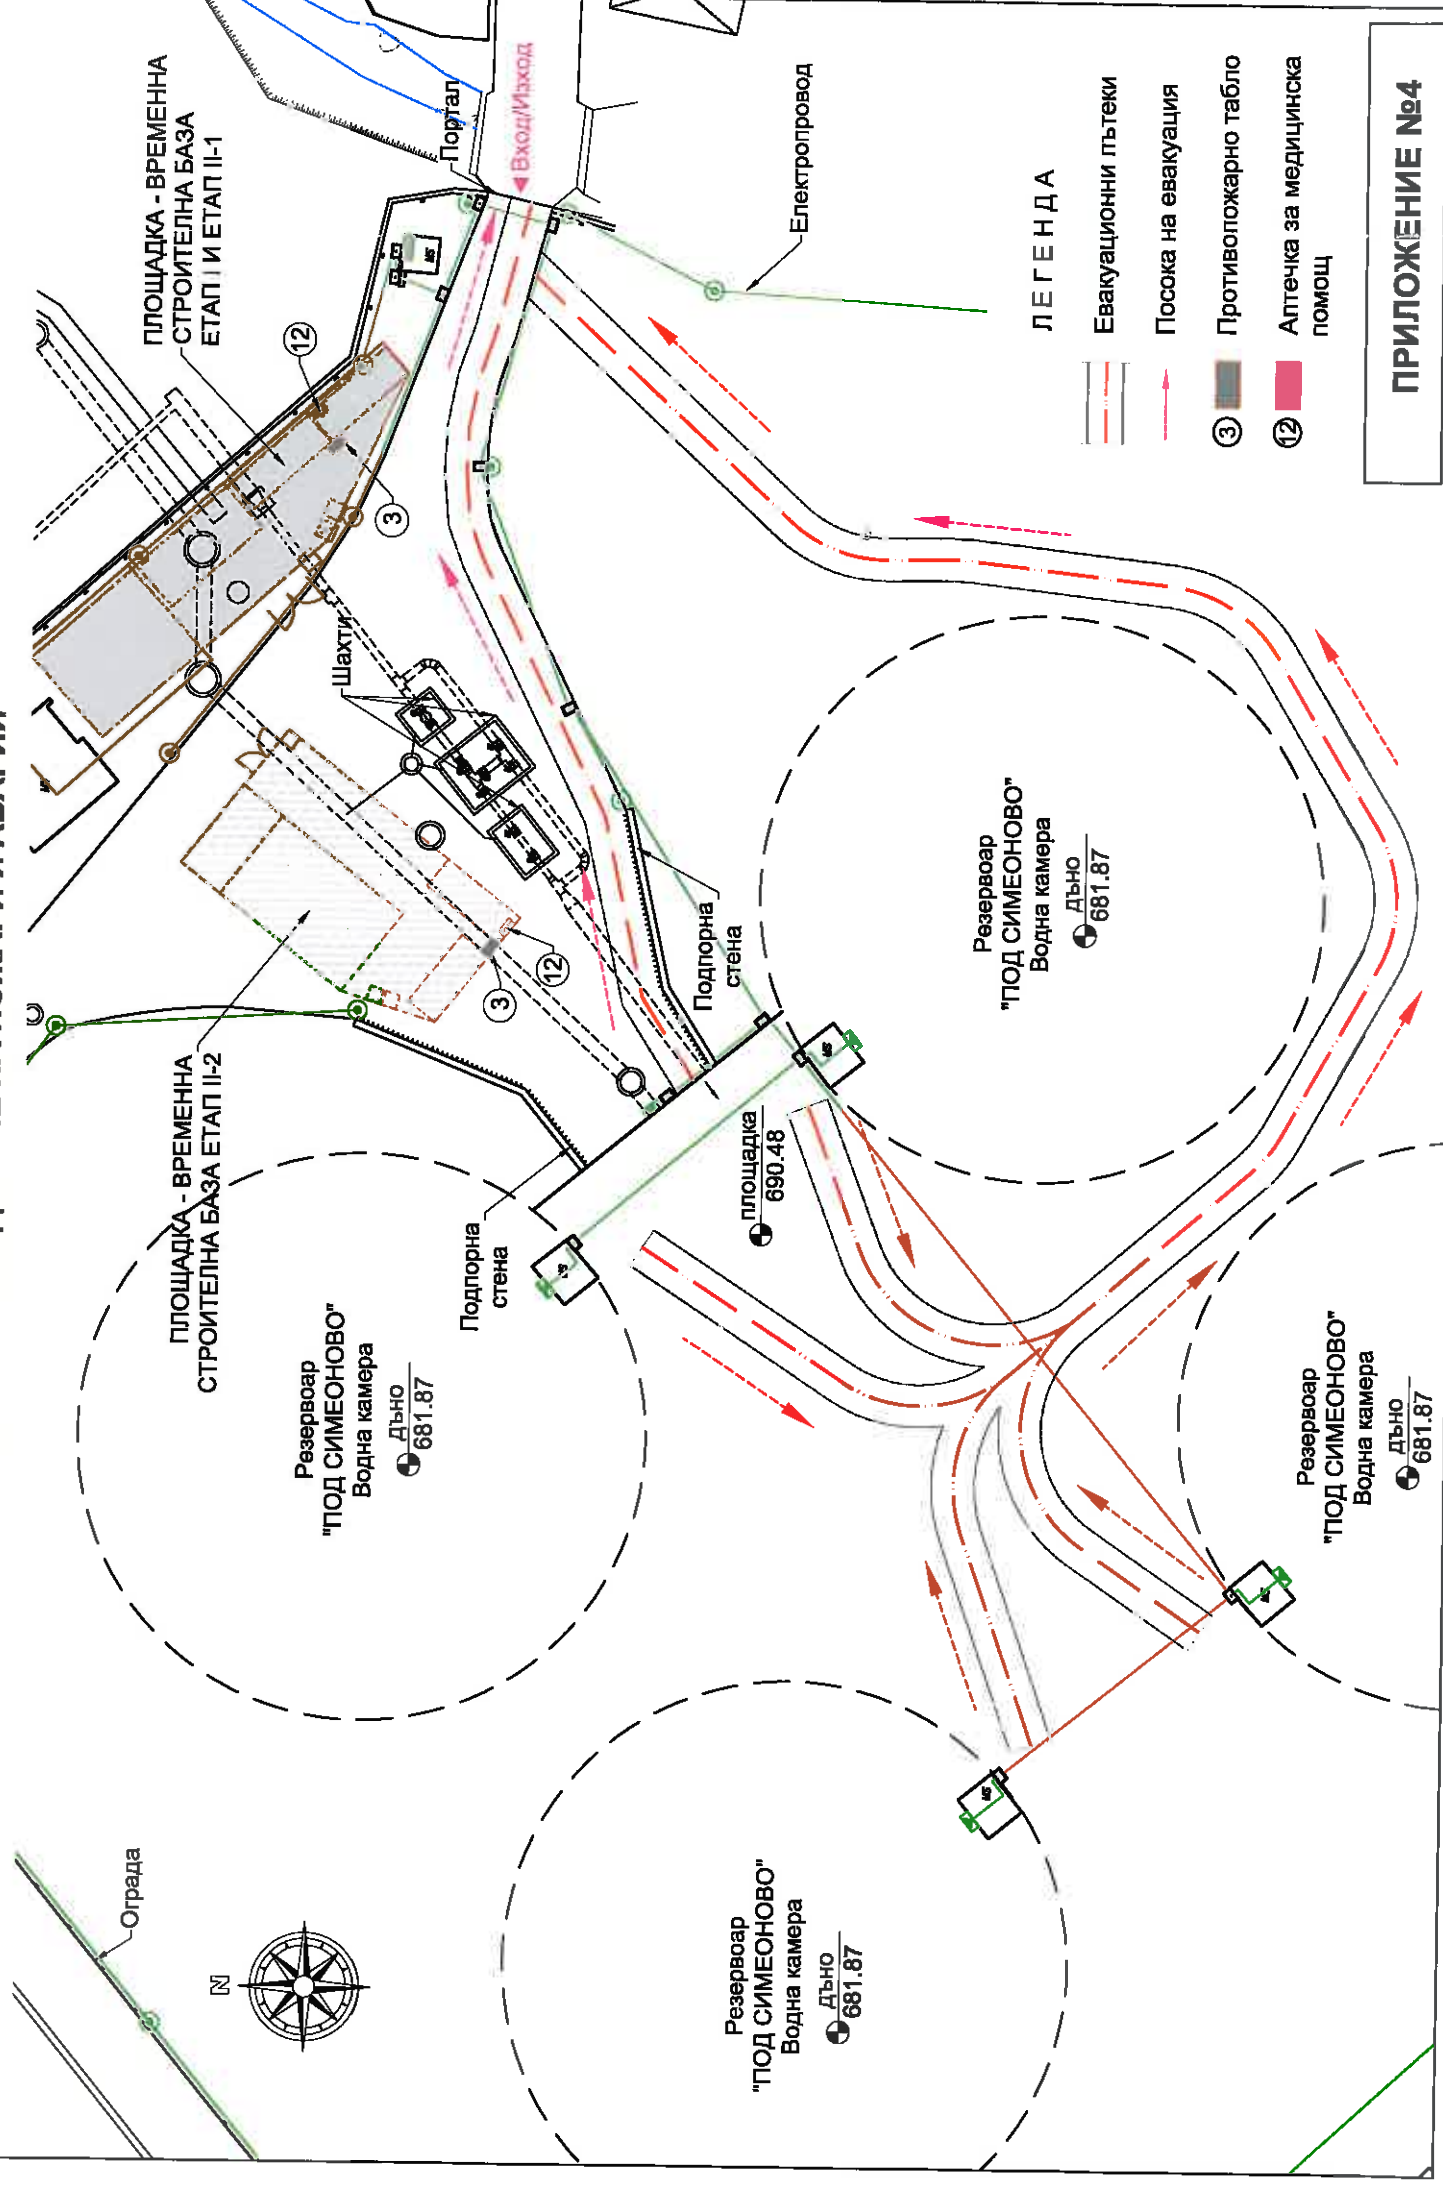 ПЛОЩАДКА - ВРЕМЕННА
СТРОИТЕЛНА БАЗА
ЕТАП I И ЕТАП II-1
12
3
Портал
Вход/Изход
Електропровод
Шахти
ПЛОЩАДКА - ВРЕМЕННА
СТРОИТЕЛНА БАЗА ЕТАП II-2
3
12
Подпорна
стена
Подпорна
стена
площадка
690.48
Резервоар
"ПОД СИМЕОНОВО"
Водна камера
дъно
681.87
Резервоар
"ПОД СИМЕОНОВО"
Водна камера
дъно
681.87
Резервоар
"ПОД СИМЕОНОВО"
Водна камера
дъно
681.87
Резервоар
"ПОД СИМЕОНОВО"
Водна камера
дъно
681.87
Ограда
N
ЛЕГЕНДА
Евакуационни пътеки
Посока на евакуация
3 Противопожарно табло
12 Аптечка за медицинска
помощ
ПРИЛОЖЕНИЕ №4